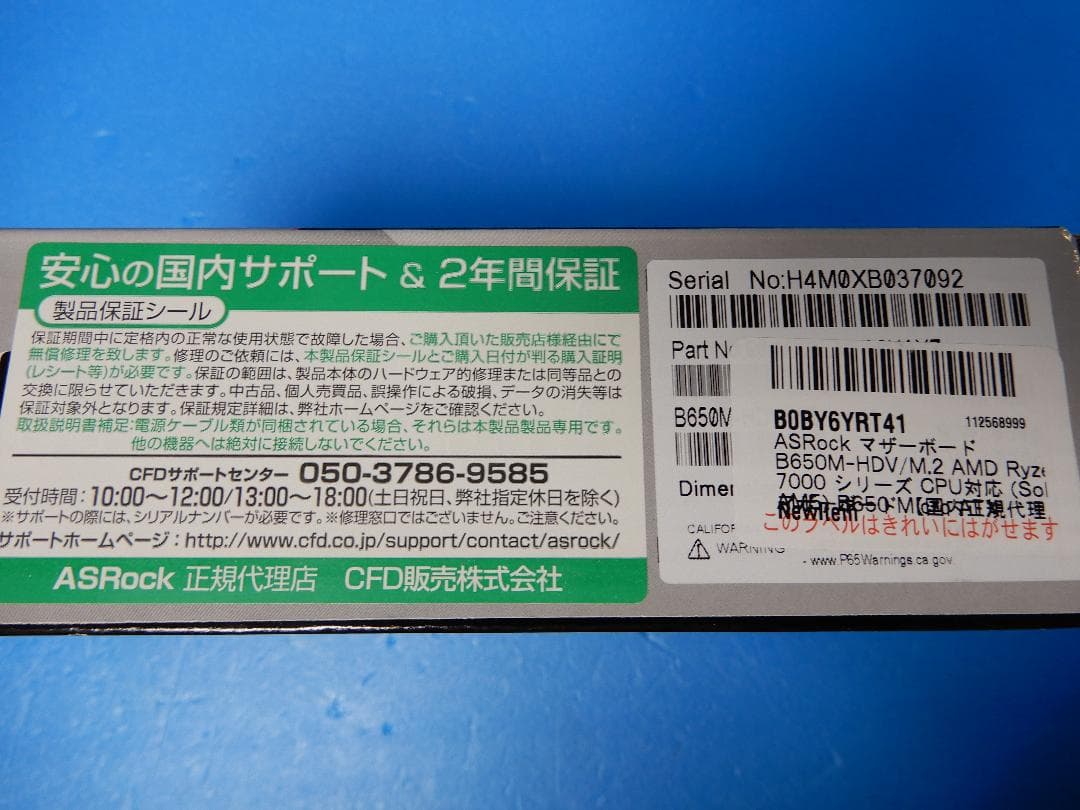 安心の国内サポート & 2年間保証
製品保証シール
保証期間中に定格内の正常な使用状態で故障した場合、ご購入頂いた販売店様経由にて
無償修理を致します。修理のご依頼には、本製品保証シールとご購入日付が判る購入証明
(レシート等)が必要です。保証の範囲は、製品本体のハードウェア的修理または同等品との
交換に限らせていただきます。中古品、個人売買品、誤操作による破損、データの消失等は
保証対象外となります。保証規定詳細は、弊社ホームページをご確認ください。
取扱説明書補足:電源ケーブル類が同梱されている場合、それらは本製品製品専用です。
他の機器へは絶対に接続しないでください。
CFDサポートセンター 050-3786-9585
受付時間:10:00~12:00/13:00~18:00(土日祝日、弊社指定休日を除く)
※サポートの際には、シリアルナンバーが必要です。※修理窓口ではございません。ご注意ください。
サポートホームページ:http://www.cfd.co.jp/support/contact/asrock/
ASRock 正規代理店 CFD販売株式会社
Serial No:H4M0XB037092
Part
B650M
B0BY6YRT41 112568999
ASRock マザーボード
B650M-HDV/M.2 AMD Ryze
7000 シリーズ CPU対応 (So
国内正規代理
このラベルはきれいにはがせます
CALIFOR
WARNING
- www.P65Warnings.ca.gov